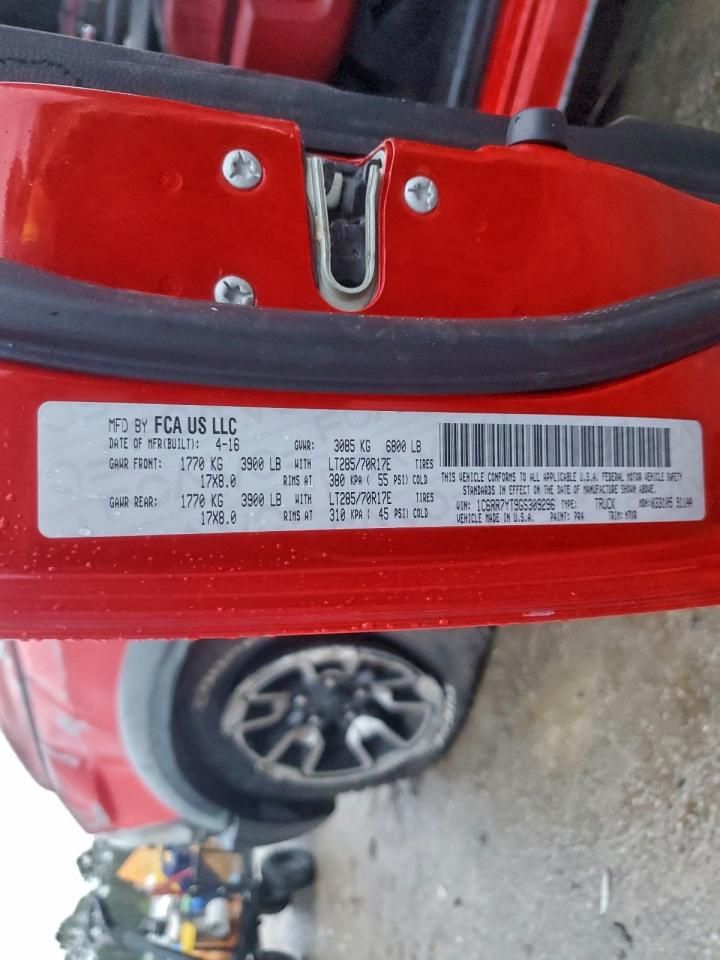 MFD BY FCA US LLC
DATE OF MFR(BUILT): 4-16 GVWR: 3085 KG 6800 LB
GAWR FRONT: 1770 KG 3900 LB WITH LT285/70R17E TIRES
17X8.0 RIMS AT 380 KPA ( 55 PSI) COLD
GAWR REAR: 1770 KG 3900 LB WITH LT285/70R17E TIRES
17X8.0 RIMS AT 310 KPA ( 45 PSI) COLD
THIS VEHICLE CONFORMS TO ALL APPLICABLE U.S.A. FEDERAL MOTOR VEHICLE SAFETY
STANDARDS IN EFFECT ON THE DATE OF MANUFACTURE SHOWN ABOVE.
VIN: 1C6RR7YT9GS309296 TYPE: TRUCK MDH:033105 911AA
VEHICLE MADE IN U.S.A. PAINT: PR4 TRIM: